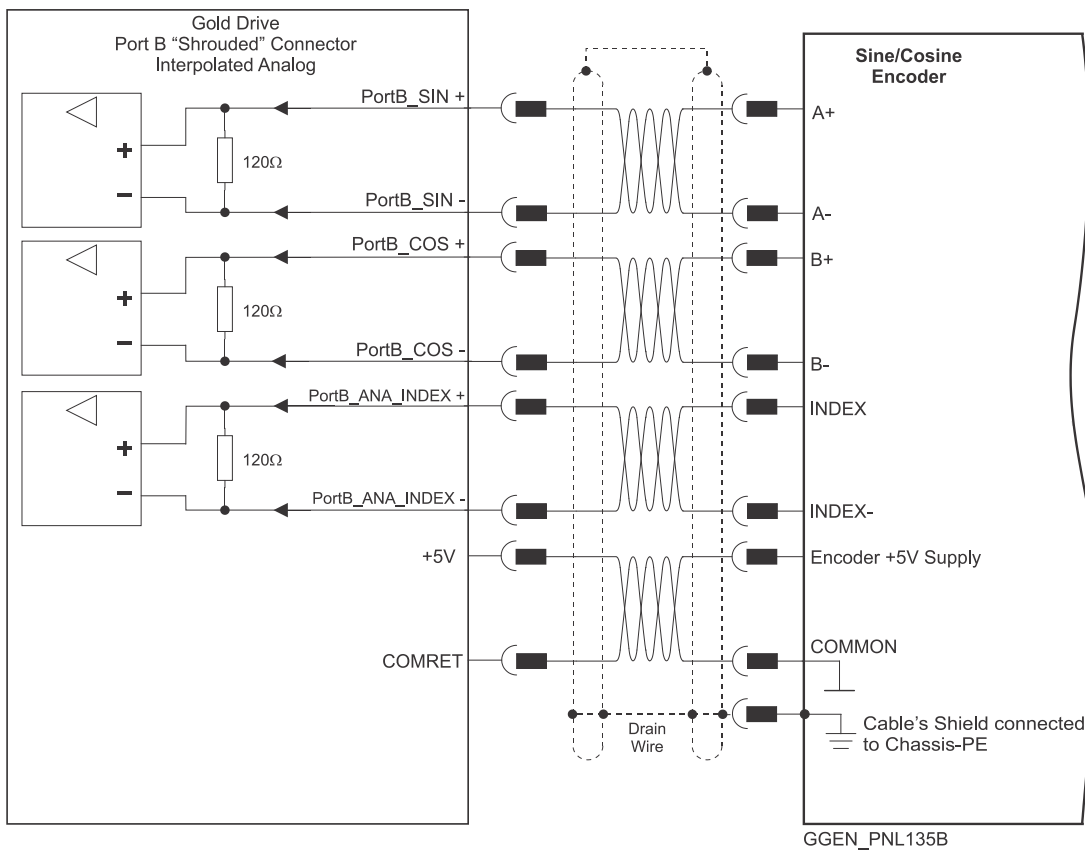 Gold Drive
Port B “Shrouded” Connector
Interpolated Analog
Sine/Cosine
Encoder
PortB_SIN +
A+
+
120Ω
-
PortB_SIN -
A-
PortB_COS +
B+
+
120Ω
-
PortB_COS -
B-
PortB_ANA_INDEX +
INDEX
+
120Ω
-
PortB_ANA_INDEX -
INDEX-
+5V
Encoder +5V Supply
COMRET
COMMON
Drain
Wire
Cable's Shield connected
to Chassis-PE
GGEN_PNL135B